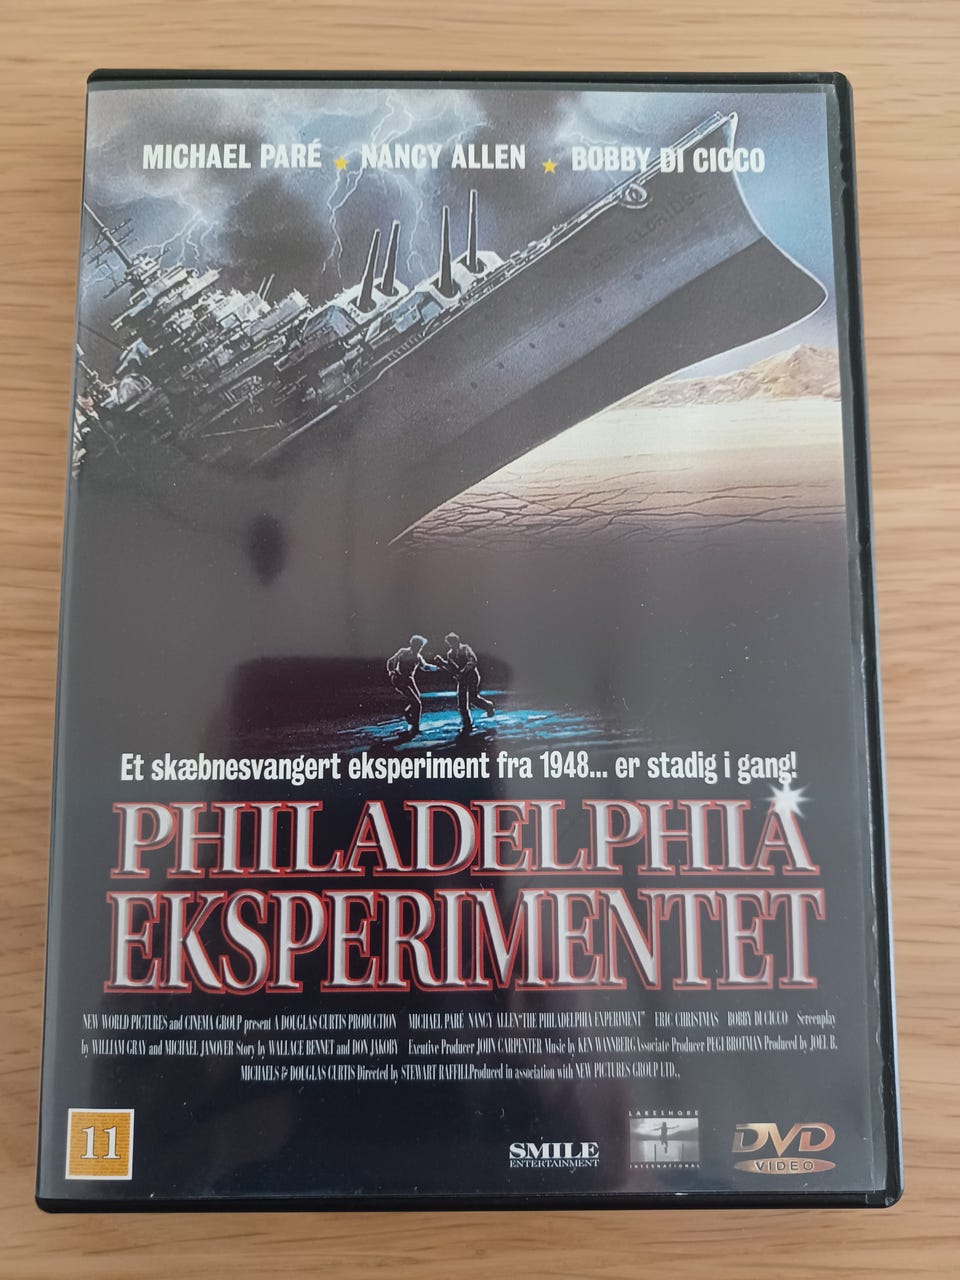 MICHAEL PARÉ ★ NANCY ALLEN ★ BOBBY DI CICCO
USS ELDRIDGE
Et skæbnesvangert eksperiment fra 1948... er stadig i gang!
PHILADELPHIA
EKSPERIMENTET
NEW WORLD PICTURES and CINEMA GROUP present A DOUGLAS CURTIS PRODUCTION MICHAEL PARÉ NANCY ALLEN "THE PHILADELPHIA EXPERIMENT" ERIC CHRISTMAS BOBBY DI CICCO Screenplay
by WILLIAM GRAY and MICHAEL JANOVER Story by WALLACE BENNET and DON JAKOBY Excutive Producer JOHN CARPENTER Music by KEN WANNBERG Associate Producer PEGI BROTMAN Produced by JOEL B.
MICHAELS & DOUGLAS CURTIS Directed by STEWART RAFFILL Produced in association with NEW PICTURES GROUP LTD.,
11
SMILE
ENTERTAINMENT
LAKESHORE
INTERNATIONAL
DVD
VIDEO